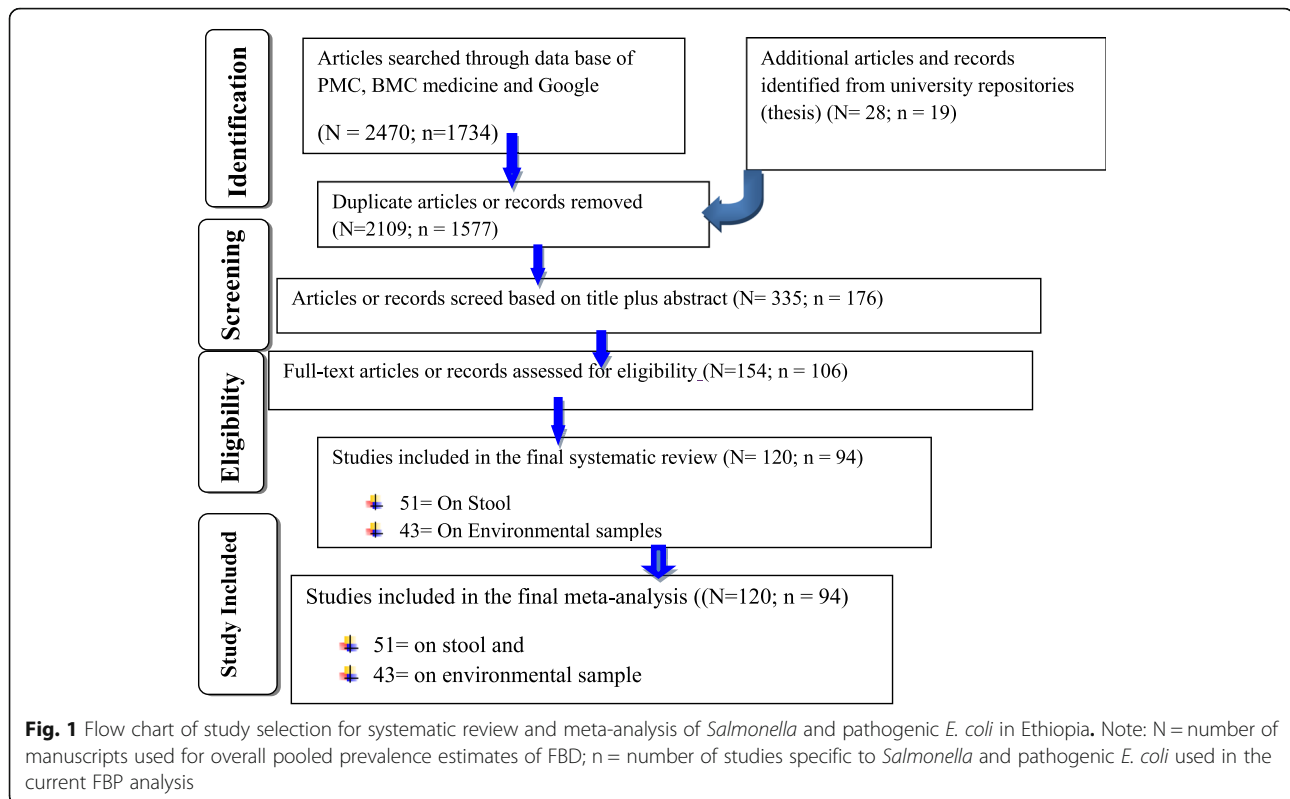 Identification
Articles searched through data base of
PMC, BMC medicine and Google
(N = 2470; n=1734)
Additional articles and records
identified from university repositories
(thesis) (N= 28; n = 19)
Duplicate articles or records removed
(N=2109; n = 1577)
Screening
Articles or records screed based on title plus abstract (N= 335; n = 176)
Eligibility
Full-text articles or records assessed for eligibility (N=154; n = 106)
Studies included in the final systematic review (N= 120; n = 94)
51= On Stool
43= On Environmental samples
Study Included
Studies included in the final meta-analysis ((N=120; n = 94)
51= on stool and
43= on environmental sample
Fig. 1 Flow chart of study selection for systematic review and meta-analysis of Salmonella and pathogenic E. coli in Ethiopia. Note: N = number of
manuscripts used for overall pooled prevalence estimates of FBD; n = number of studies specific to Salmonella and pathogenic E. coli used in the
current FBP analysis